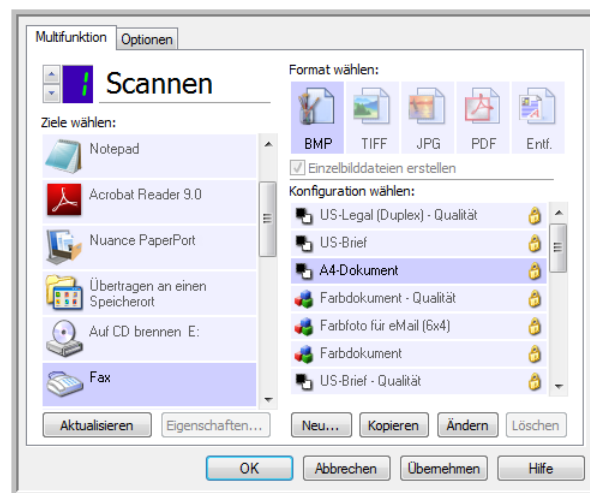 Multifunktion Optionen
1 Scannen
Ziele wählen:
Notepad
Acrobat Reader 9.0
Nuance PaperPort
Übertragen an einen
Speicherort
Auf CD brennen E:
Fax
Aktualisieren Eigenschaften...
Format wählen:
BMP TIFF JPG PDF Entf.
Einzelbilddateien erstellen
Konfiguration wählen:
US-Legal (Duplex) - Qualität
US-Brief
A4-Dokument
Farbdokument - Qualität
Farbfoto für eMail (6x4)
Farbdokument
US-Brief - Qualität
Neu... Kopieren Ändern Löschen
OK Abbrechen Übernehmen Hilfe